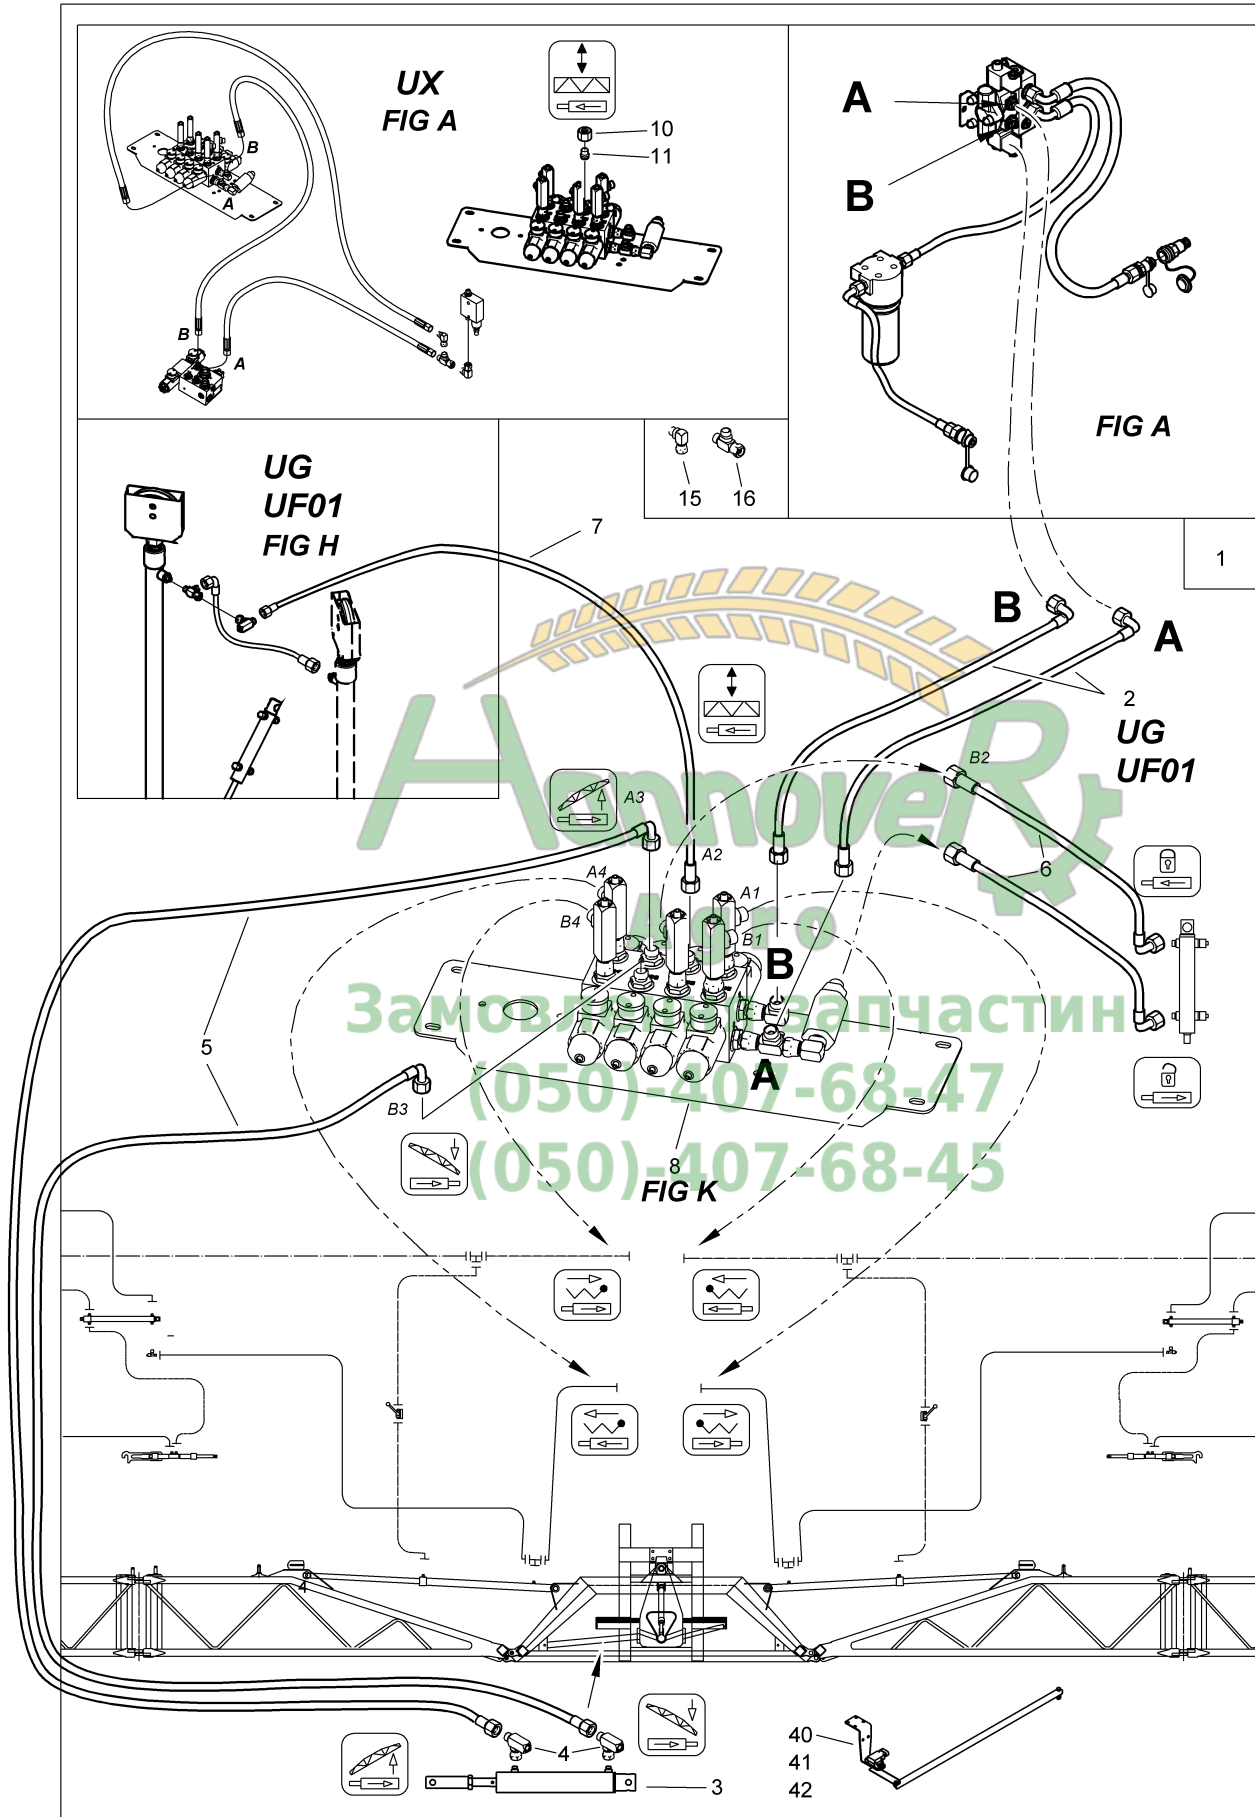 UX
FIG A
10
11
B
A
B
A
A
B
FIG A
15
16
1
UG
UF01
FIG H
7
B
A
2
UG
UF01
HannoveR
Agro
B2
A3
A2
6
A4
B4
A1
B1
B
A
Замовлення запчастин
(050)-407-68-47
(050)-407-68-45
5
B3
8
FIG K
4
4
3
40
41
42